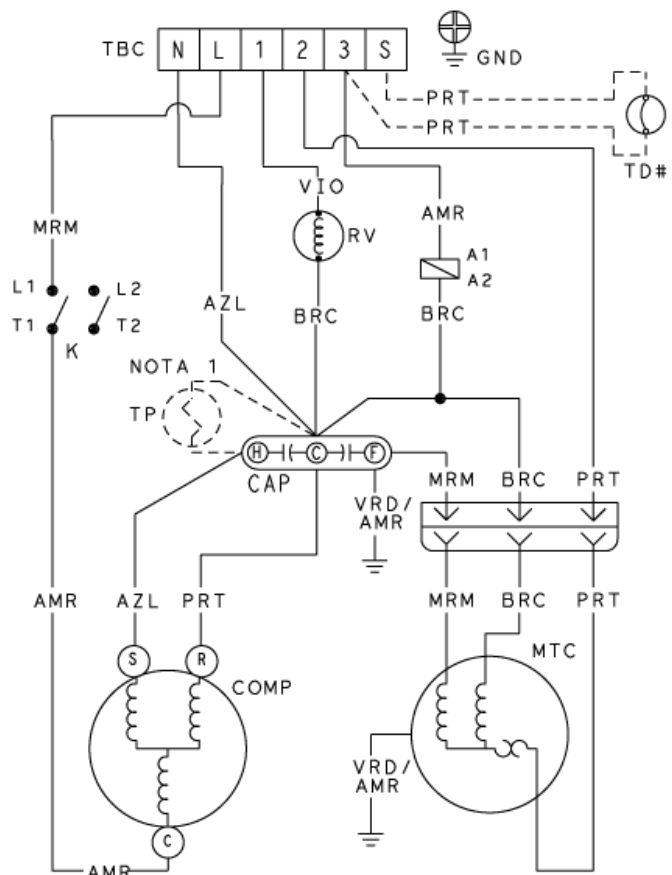 TBC N L 1 2 3 S
GND
PRT
PRT
TD#
VIO
MRM
AMR
RV
L1 L2
A1
A2
T1 T2
K
AZL
BRC
BRC
NOTA 1
TP
H C F
CAP
MRM BRC PRT
VRD/
AMR
AMR AZL PRT
MRM BRC PRT
S R
COMP
MTC
VRD/
AMR
C
AMR